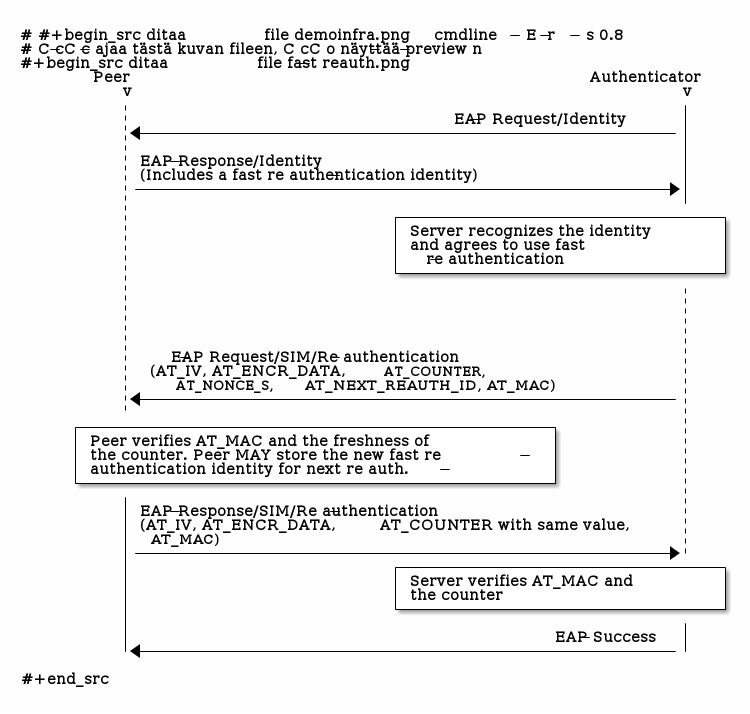 # #+begin_src ditaa file demoinfra.png cmdline -E -r -s 0.8
# C-cC-c ajaa tästä kuvan fileen, C cC o näyttää preview n
#+begin_src ditaa file fast reauth.png
Peer Authenticator
v v
EAP Request/Identity
EAP-Response/Identity
(Includes a fast re authentication identity)
Server recognizes the identity
and agrees to use fast
re authentication
EAP Request/SIM/Re-authentication
(AT_IV, AT_ENCR_DATA, AT_COUNTER,
AT_NONCE_S, AT_NEXT_REAUTH_ID, AT_MAC)
Peer verifies AT_MAC and the freshness of
the counter. Peer MAY store the new fast re -
authentication identity for next re auth. -
EAP-Response/SIM/Re authentication
(AT_IV, AT_ENCR_DATA, AT_COUNTER with same value,
AT_MAC)
Server verifies AT_MAC and
the counter
EAP-Success
#+end_src